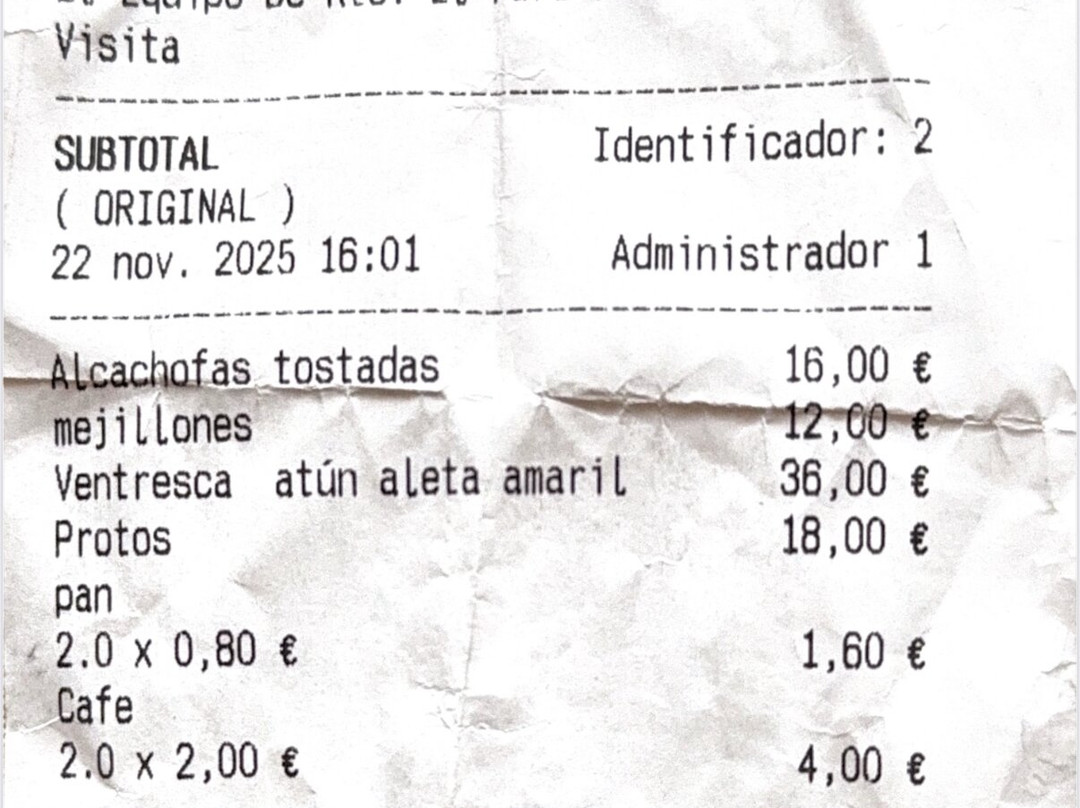 Visita
SUBTOTAL
Identificador: 2
( ORIGINAL )
22 nov. 2025 16:01
Administrador 1
Alcachofas tostadas 16,00 €
mejillones 12,00 €
Ventresca atún aleta amaril 36,00 €
Protos 18,00 €
pan
2.0 x 0,80 € 1,60 €
Cafe
2.0 x 2,00 € 4,00 €